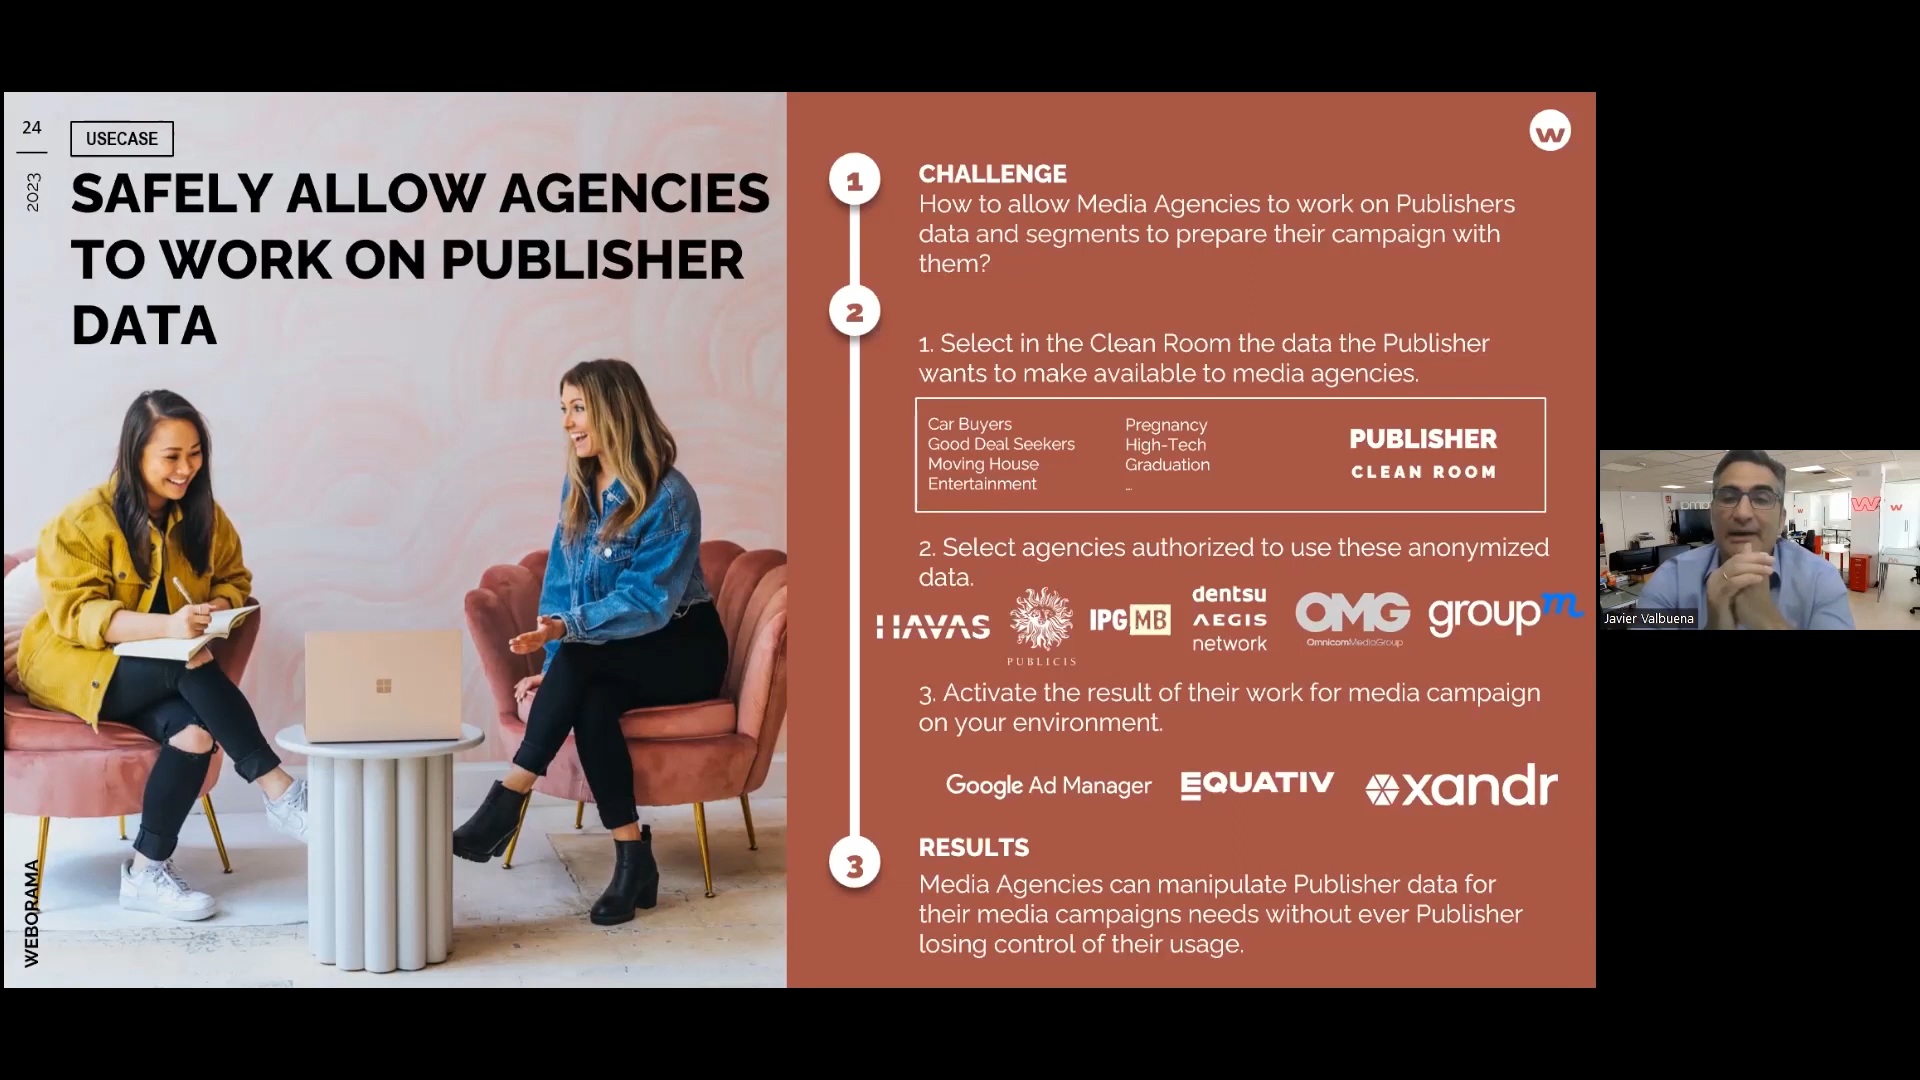 24
2023
USECASE
SAFELY ALLOW AGENCIES
TO WORK ON PUBLISHER
DATA
WEBORAMA
w
1
CHALLENGE
How to allow Media Agencies to work on Publishers
data and segments to prepare their campaign with
them?
2
1. Select in the Clean Room the data the Publisher
wants to make available to media agencies.
Car Buyers
Good Deal Seekers
Moving House
Entertainment
Pregnancy
High-Tech
Graduation
...
PUBLISHER
CLEAN ROOM
2. Select agencies authorized to use these anonymized
data.
HAVAS
PUBLICIS
IPG MB
dentsu
AEGIS
network
OMG
OmnicomMediaGroup
groupm
3. Activate the result of their work for media campaign
on your environment.
Google Ad Manager
EQUATIV
xandr
3
RESULTS
Media Agencies can manipulate Publisher data for
their media campaigns needs without ever Publisher
losing control of their usage.
Javier Valbuena